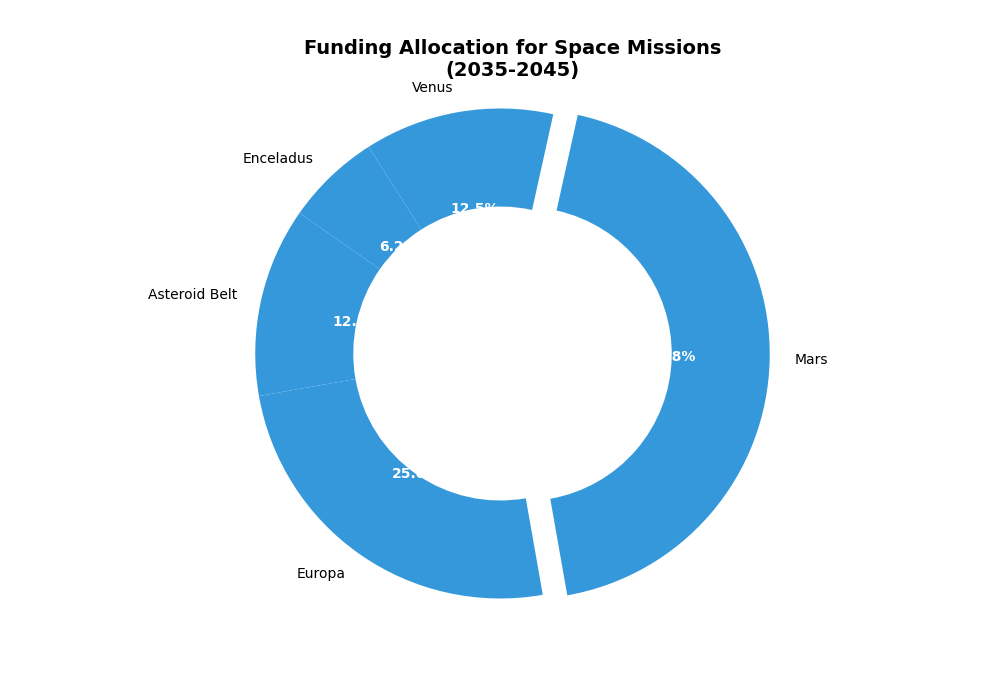 Funding Allocation for Space Missions
(2035-2045)
Venus
12.5%
Enceladus
6.2
Asteroid Belt
12.
8%
Mars
25.
Europa